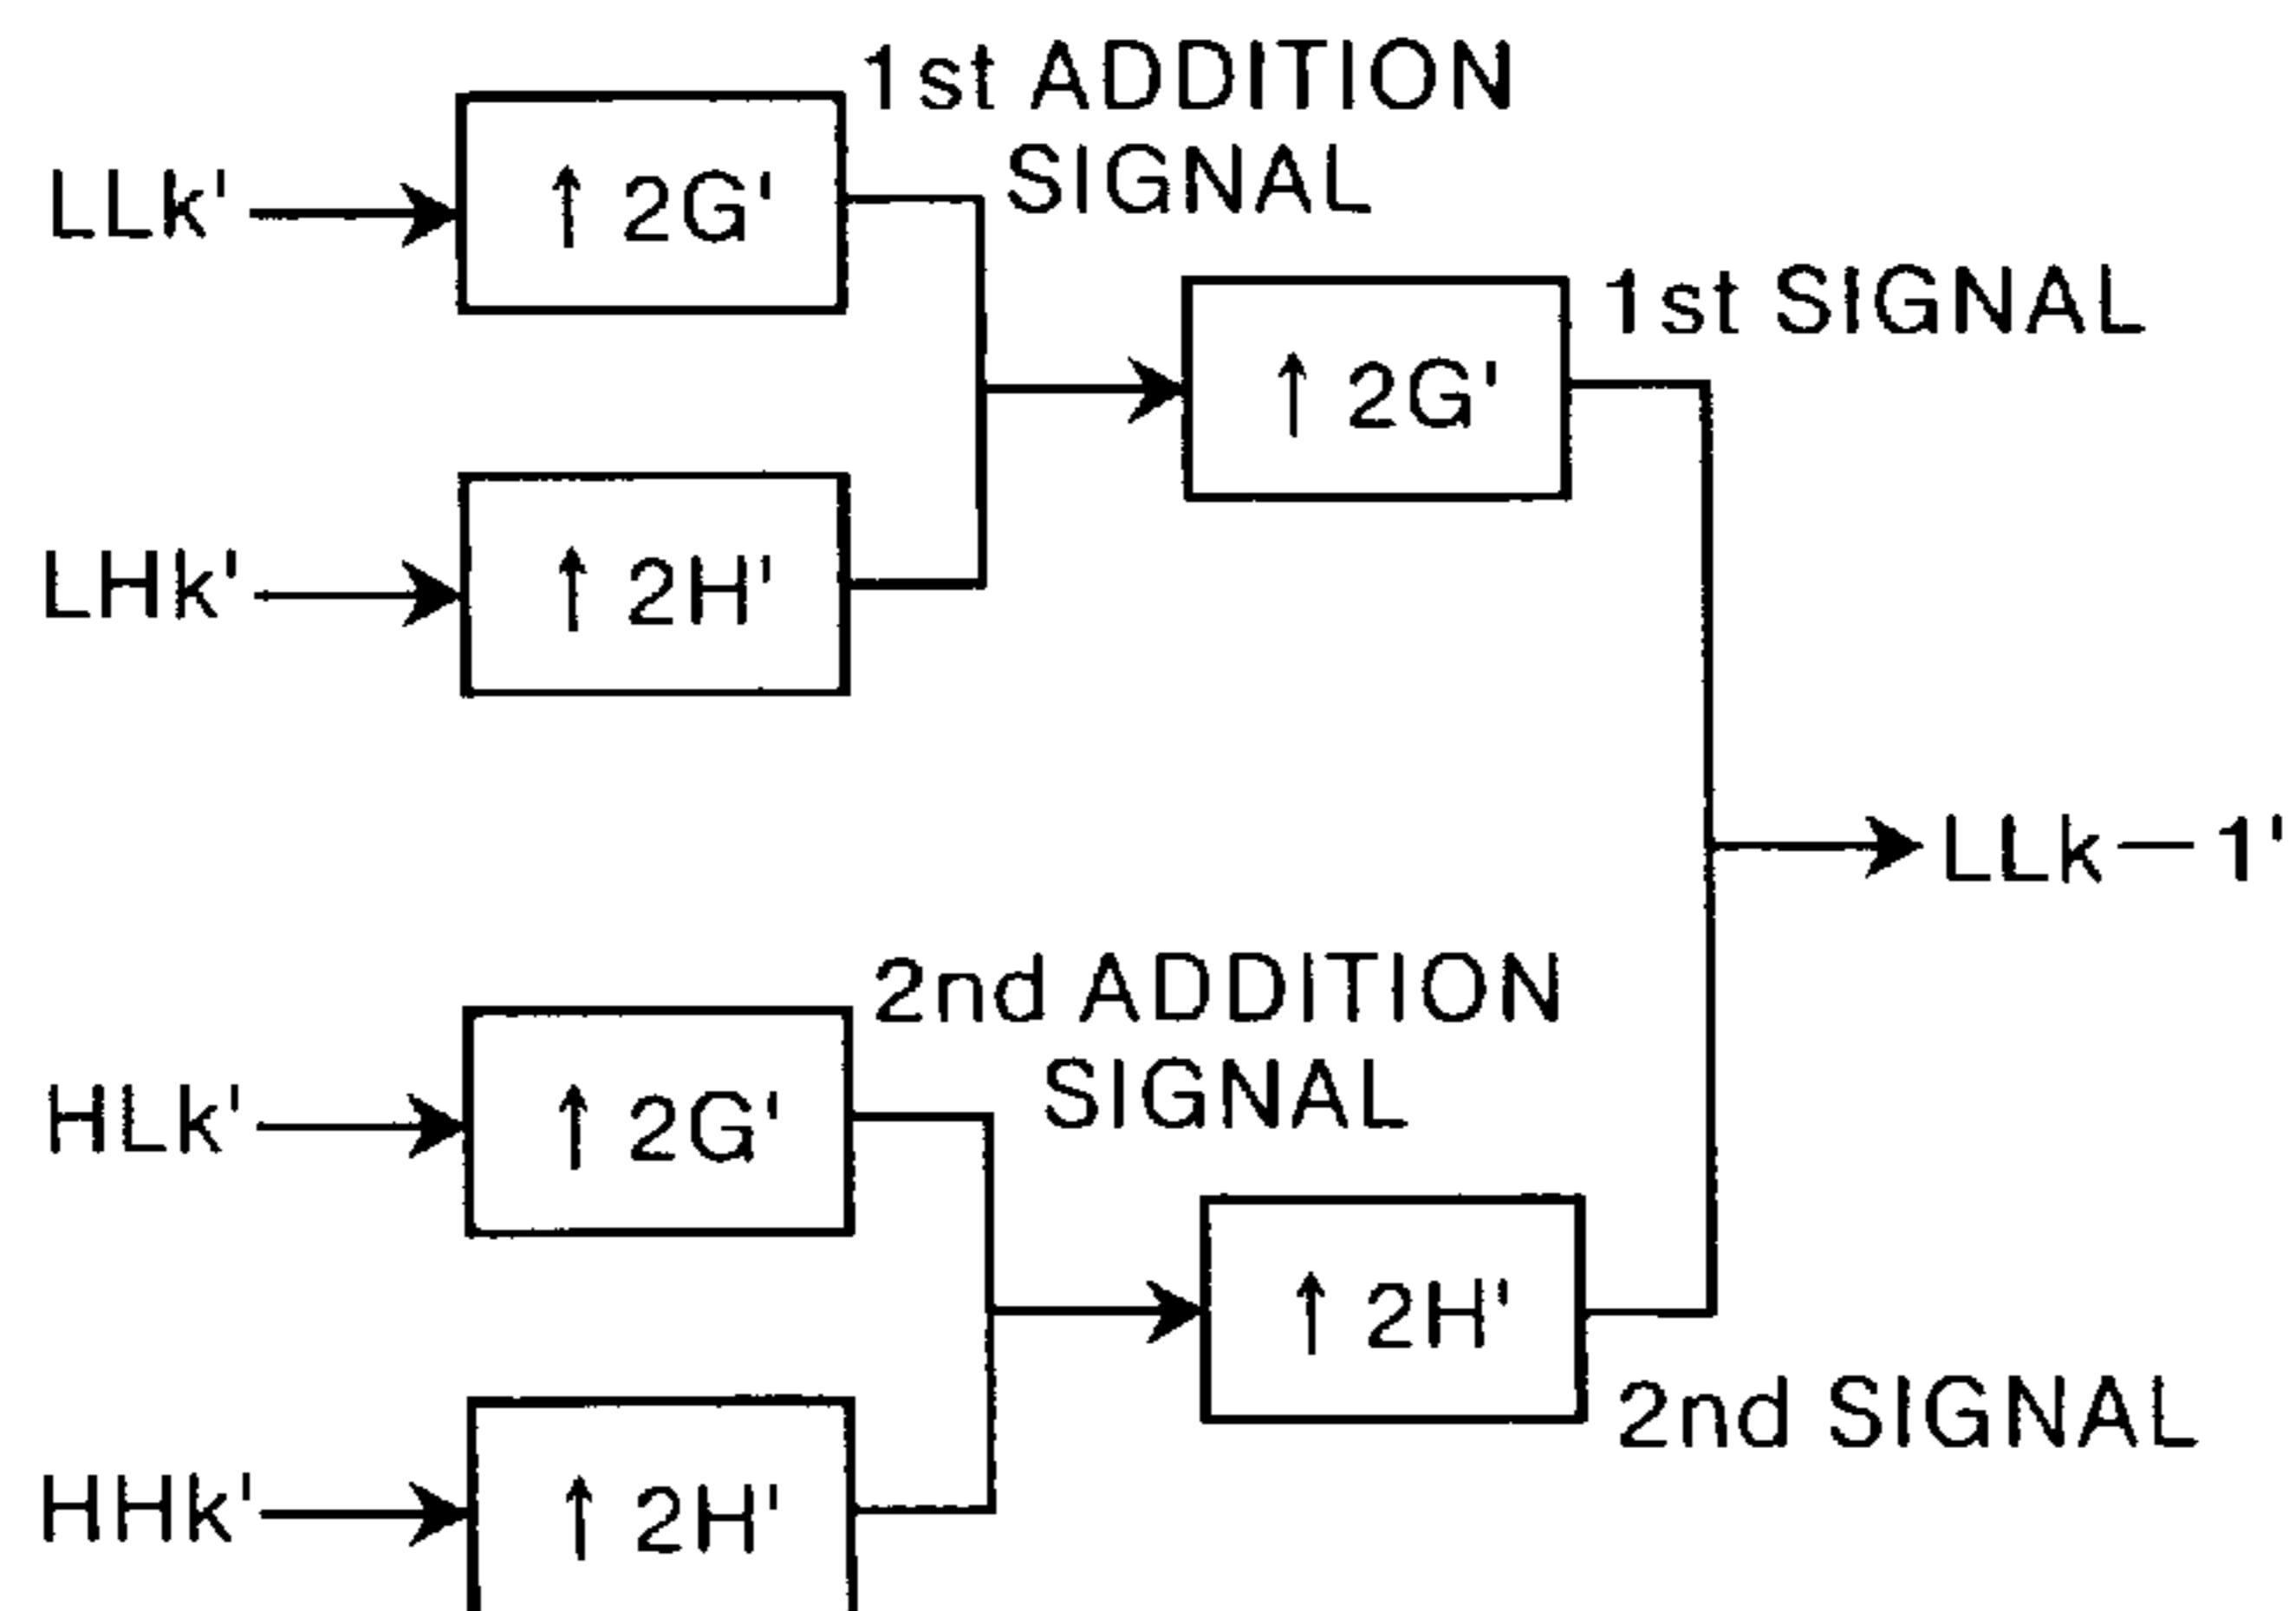 1st ADDITION
SIGNAL
LLk'
↑ 2G'
1st SIGNAL
↑ 2G'
LHk'
↑ 2H'
LLk—1'
2nd ADDITION
SIGNAL
HLk'
↑ 2G'
↑ 2H'
2nd SIGNAL
HHk'
↑ 2H'